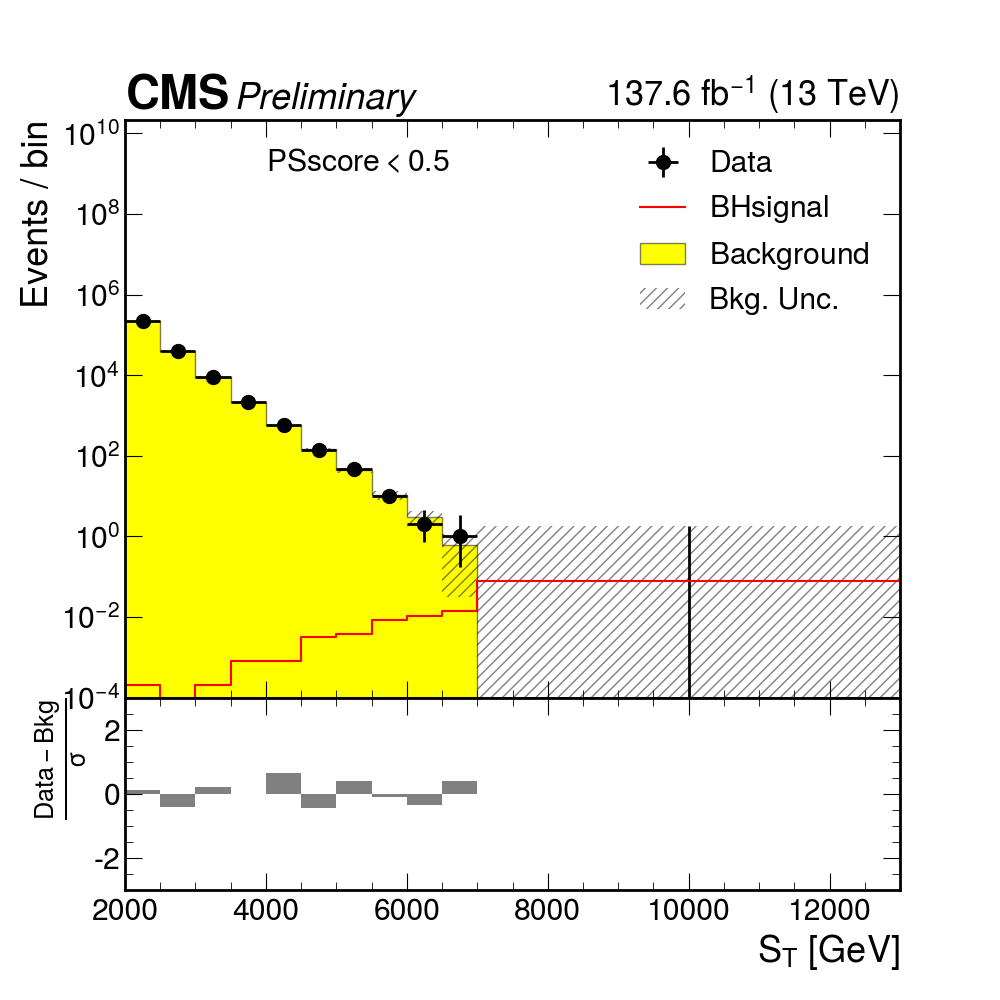 CMS Preliminary 137.6 fb⁻¹ (13 TeV)
Events / bin
PSscore < 0.5
Data
BHsignal
Background
Bkg. Unc.
10¹⁰
10⁸
10⁶
10⁴
10²
10⁰
10⁻²
10⁻⁴
Data − Bkg
σ
2
0
-2
2000 4000 6000 8000 10000 12000
S_T [GeV]